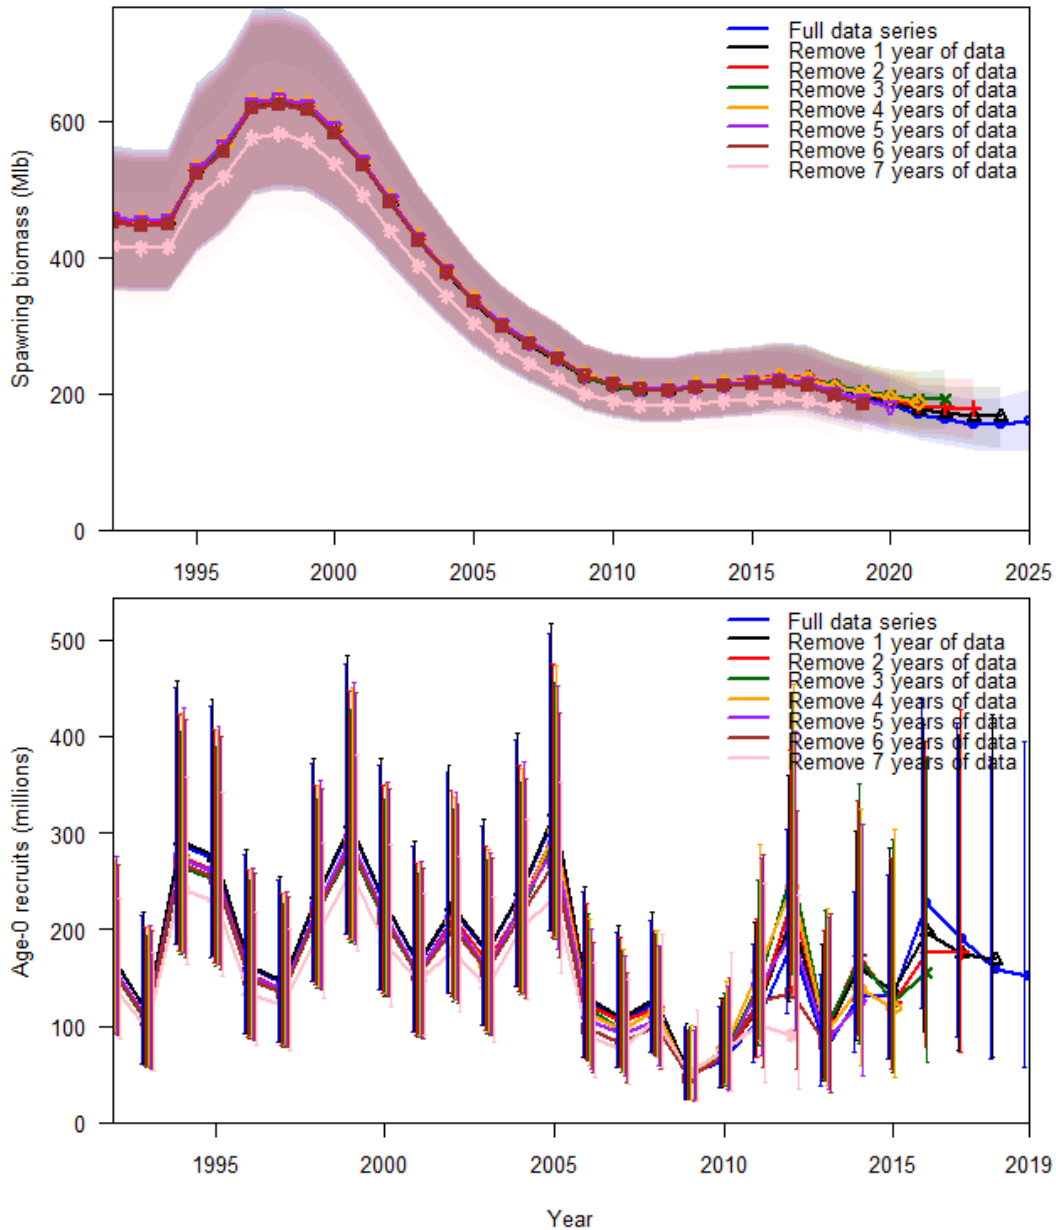 Spawning biomass (Mlb)
600
400
200
0
Full data series
Remove 1 year of data
Remove 2 years of data
Remove 3 years of data
Remove 4 years of data
Remove 5 years of data
Remove 6 years of data
Remove 7 years of data
1995 2000 2005 2010 2015 2020 2025
Age-0 recruits (millions)
500
400
300
200
100
0
Full data series
Remove 1 year of data
Remove 2 years of data
Remove 3 years of data
Remove 4 years of data
Remove 5 years of data
Remove 6 years of data
Remove 7 years of data
1995 2000 2005 2010 2015 2019
Year